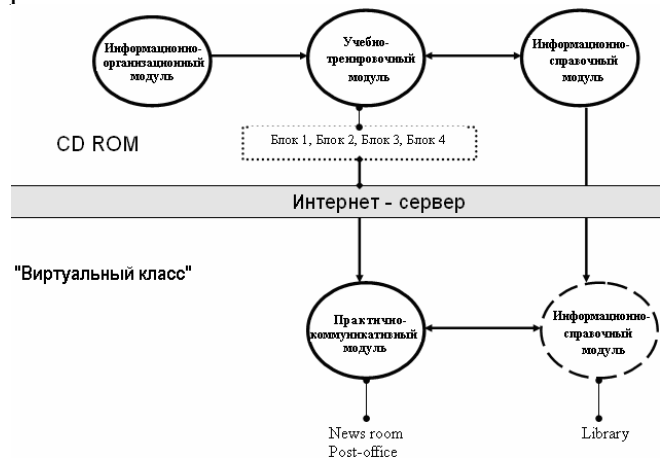 Информационно-
организационный
модуль
Учебно-
тренировочный
модуль
Информационно-
справочный
модуль
CD ROM
Блок 1, Блок 2, Блок 3, Блок 4
Интернет - сервер
"Виртуальный класс"
Практично-
коммуникативный
модуль
Информационно-
справочный
модуль
News room
Post-office
Library